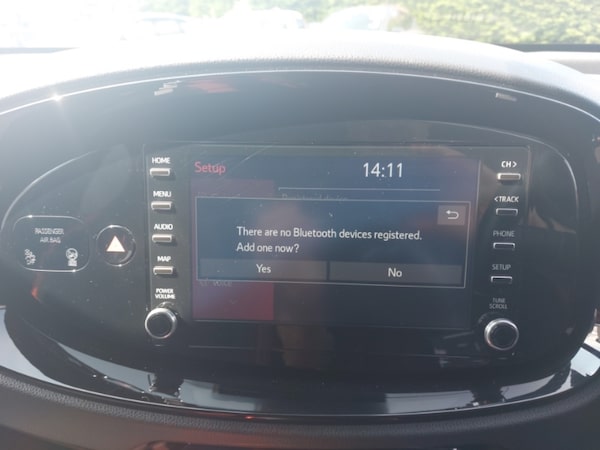 HOME
MENU
AUDIO
MAP
POWER
VOLUME
PASSENGER
AIR BAG
Setup
14:11
There are no Bluetooth devices registered.
Add one now?
Yes
No
VOICE
CH >
< TRACK
PHONE
SETUP
TUNE
SCROLL